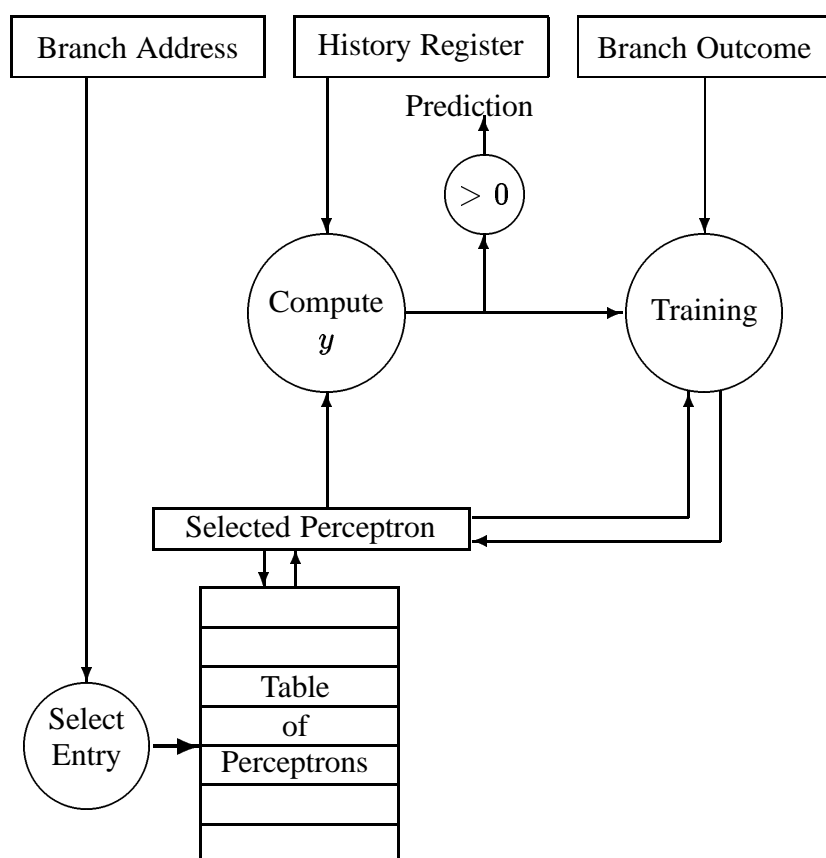 Branch Address
History Register
Branch Outcome
Prediction
> 0
Compute
y
Training
Selected Perceptron
Table
of
Perceptrons
Select
Entry